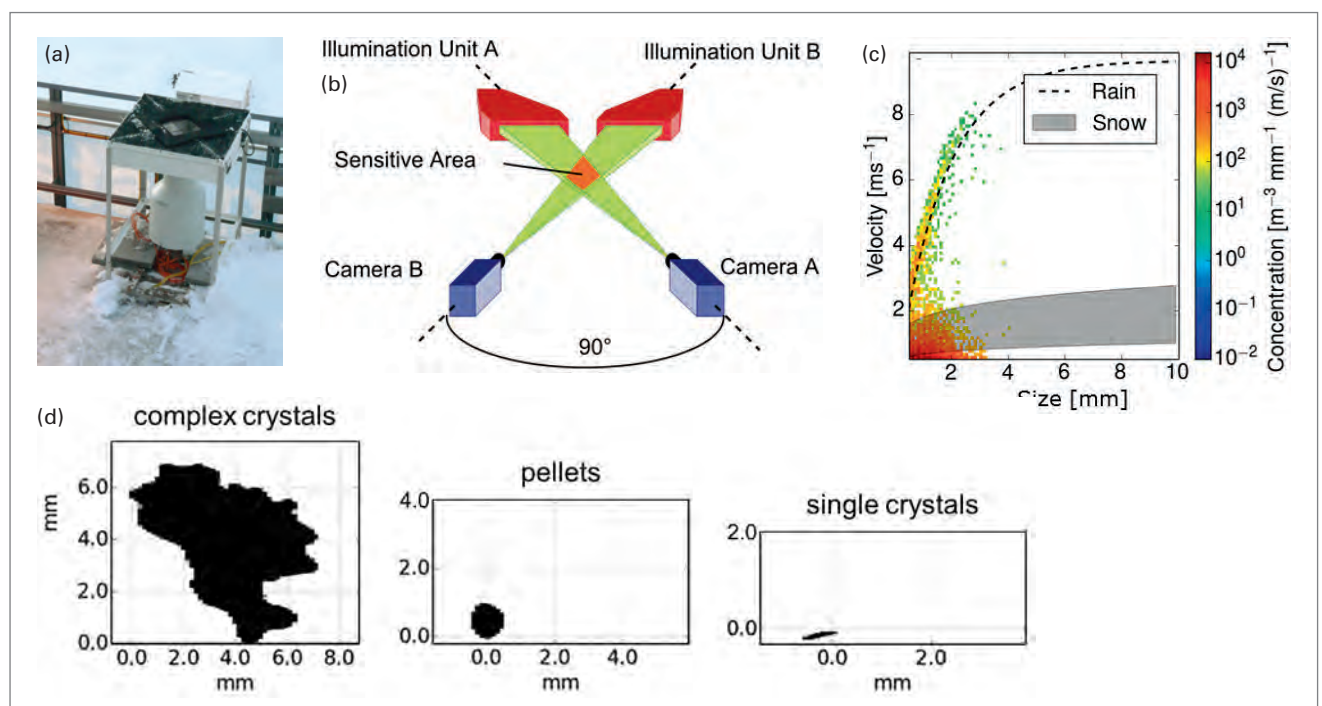 (a)
Illumination Unit A
Illumination Unit B
(b)
Sensitive Area
Camera B
Camera A
90°
(c)
Velocity [ms⁻¹]
8
6
4
2
2 4 6 8 10
Size [mm]
Rain
Snow
10⁴
10³
10²
10¹
10⁰
10⁻¹
10⁻²
Concentration [m⁻³ mm⁻¹ (m/s)⁻¹]
(d)
complex crystals
mm
6.0
4.0
2.0
0.0
0.0 2.0 4.0 6.0 8.0
mm
pellets
4.0
2.0
0.0
0.0 2.0 4.0
mm
single crystals
2.0
0.0
0.0 2.0
mm